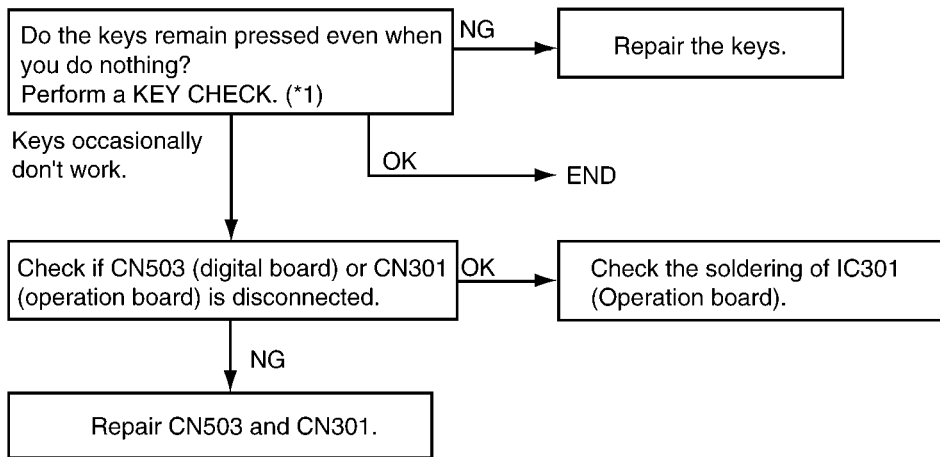 Do the keys remain pressed even when
you do nothing?
Perform a KEY CHECK. (*1)
NG
Repair the keys.
Keys occasionally
don't work.
OK
END
Check if CN503 (digital board) or CN301
(operation board) is disconnected.
OK
Check the soldering of IC301
(Operation board).
NG
Repair CN503 and CN301.